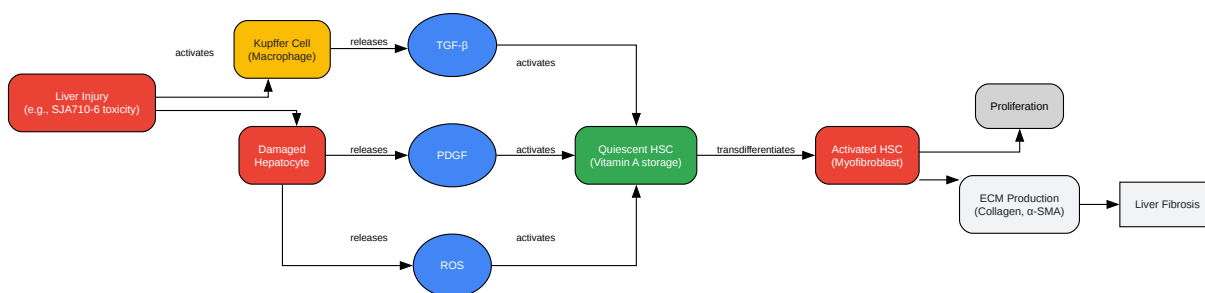 Kupffer Cell
(Macrophage)
releases
TGF-β
activates
activates
Liver Injury
(e.g., SJA710-6 toxicity)
Proliferation
Damaged
Hepatocyte
releases
PDGF
activates
Quiescent HSC
(Vitamin A storage)
transdifferentiates
Activated HSC
(Myofibroblast)
ECM Production
(Collagen, α-SMA)
Liver Fibrosis
releases
activates
ROS